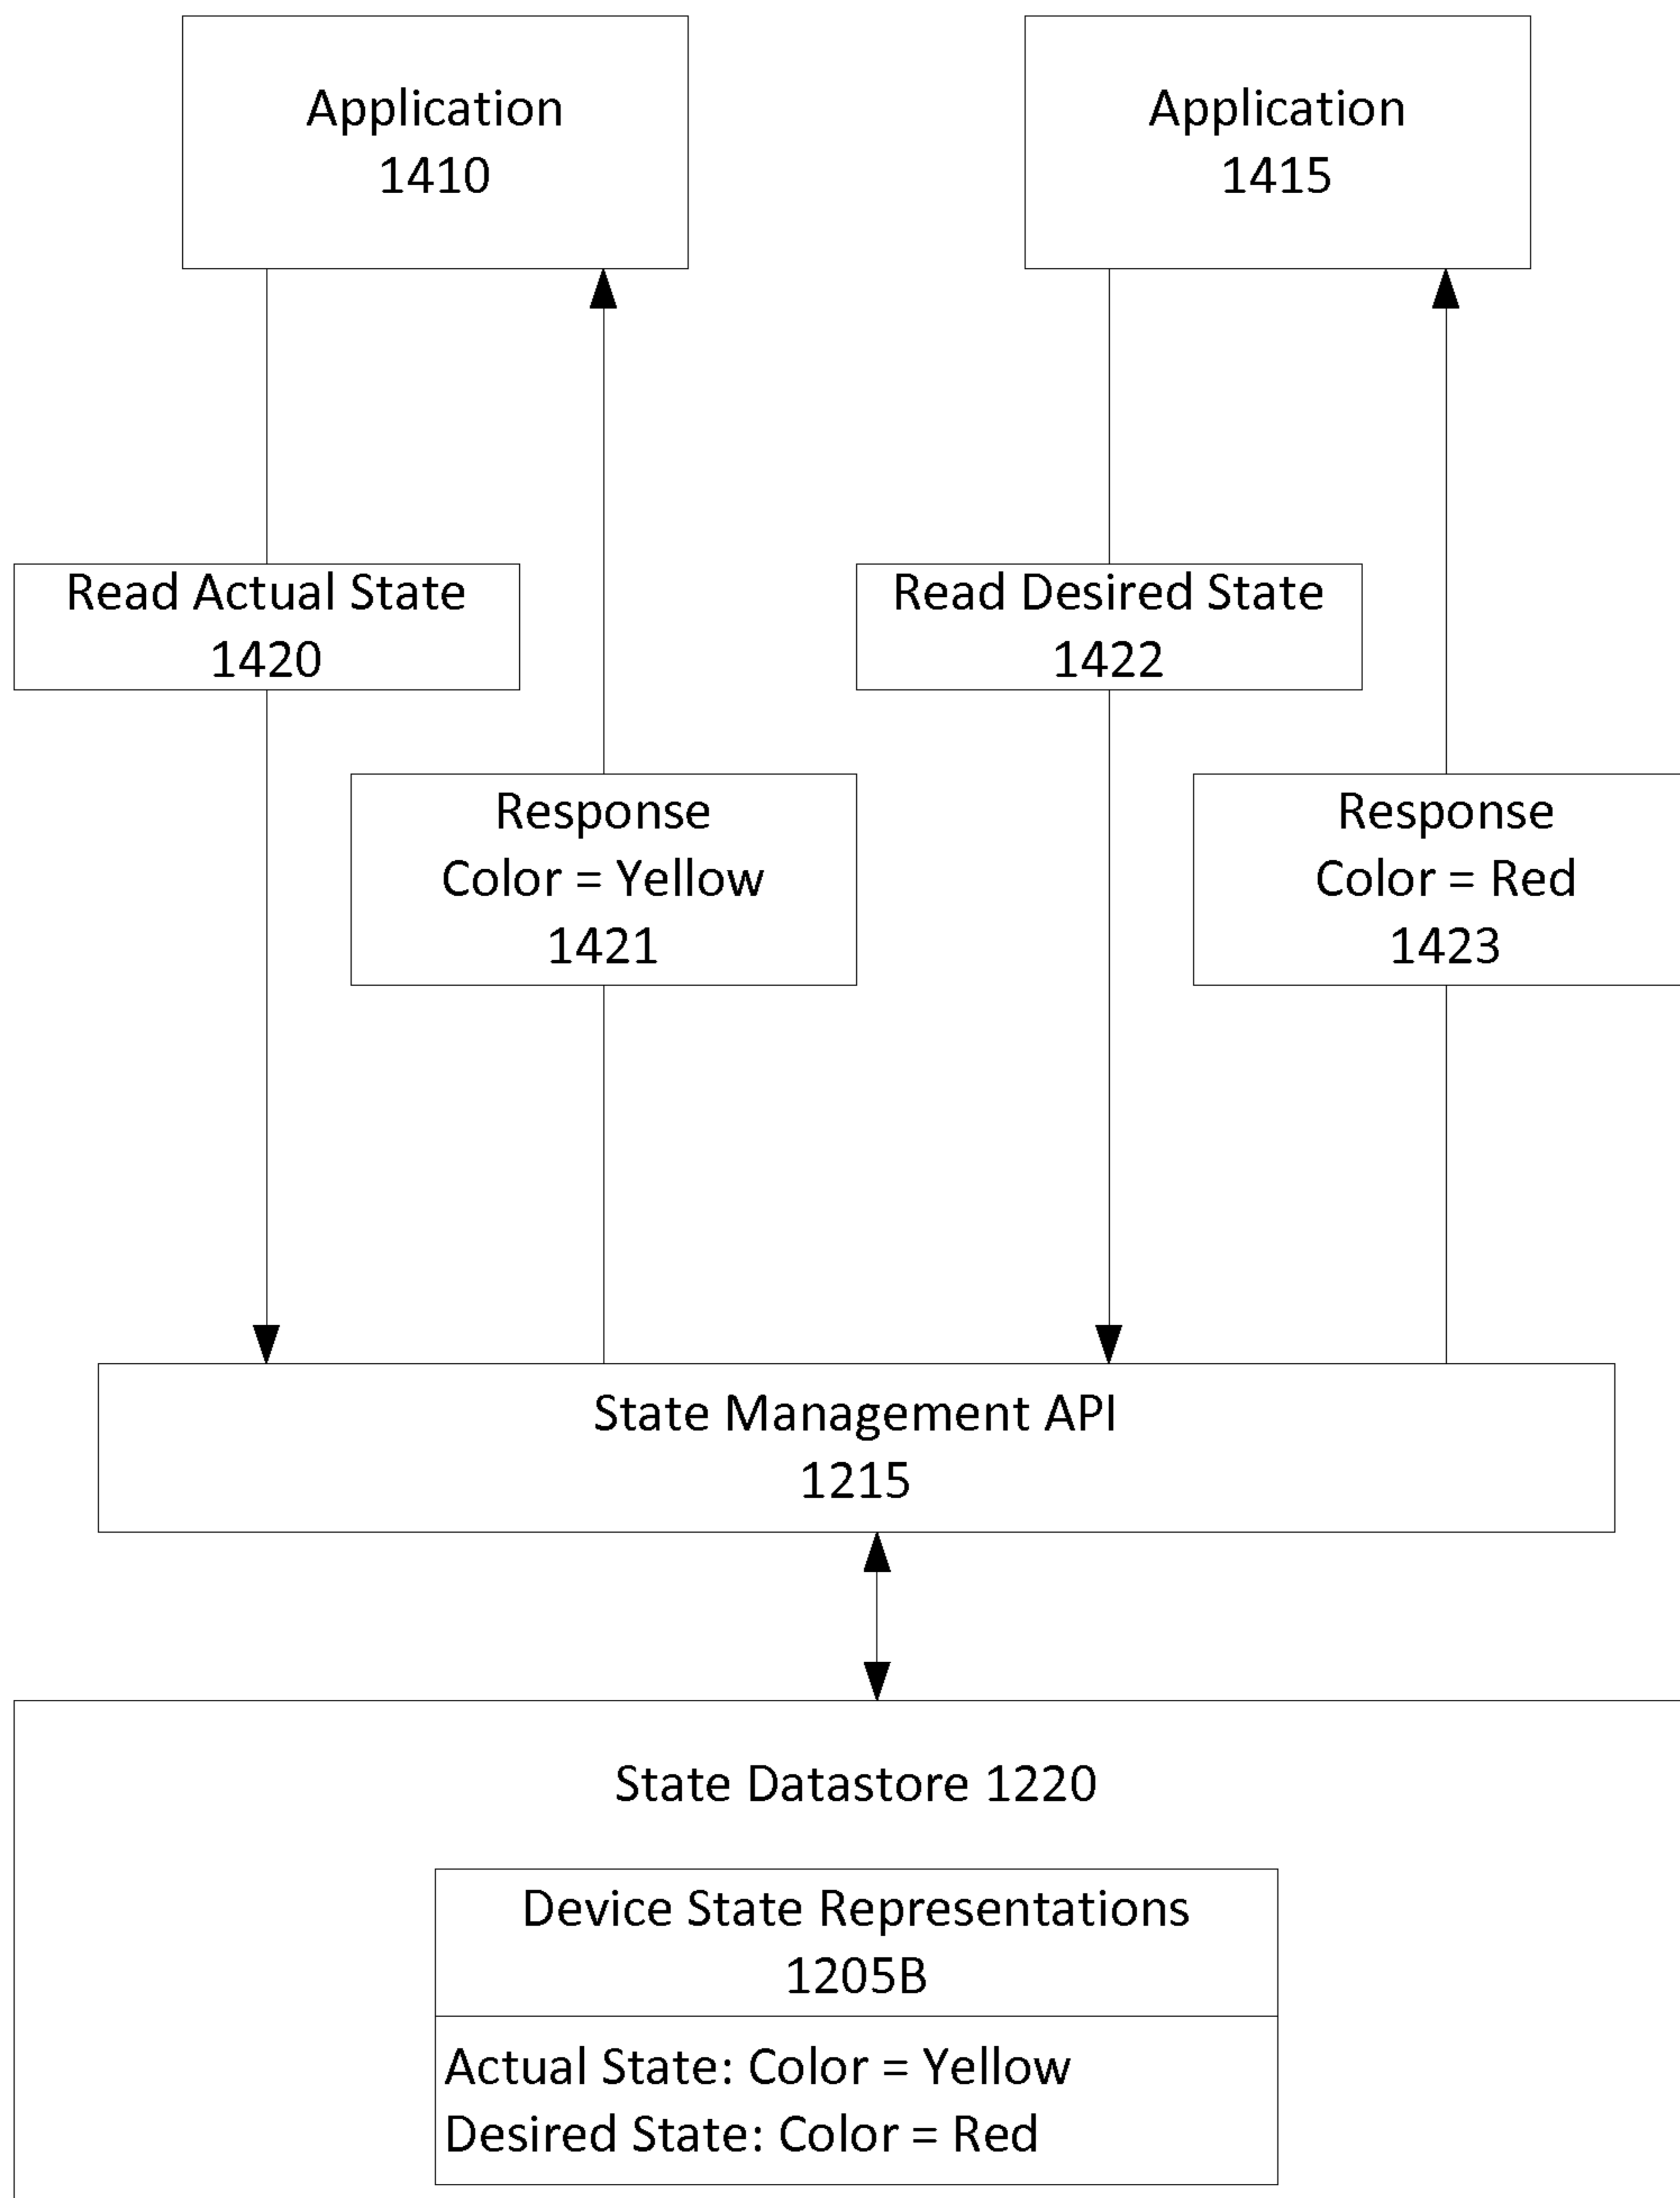 Application
1410
Application
1415
Read Actual State
1420
Read Desired State
1422
Response
Color = Yellow
1421
Response
Color = Red
1423
State Management API
1215
State Datastore 1220
Device State Representations
1205B
Actual State: Color = Yellow
Desired State: Color = Red